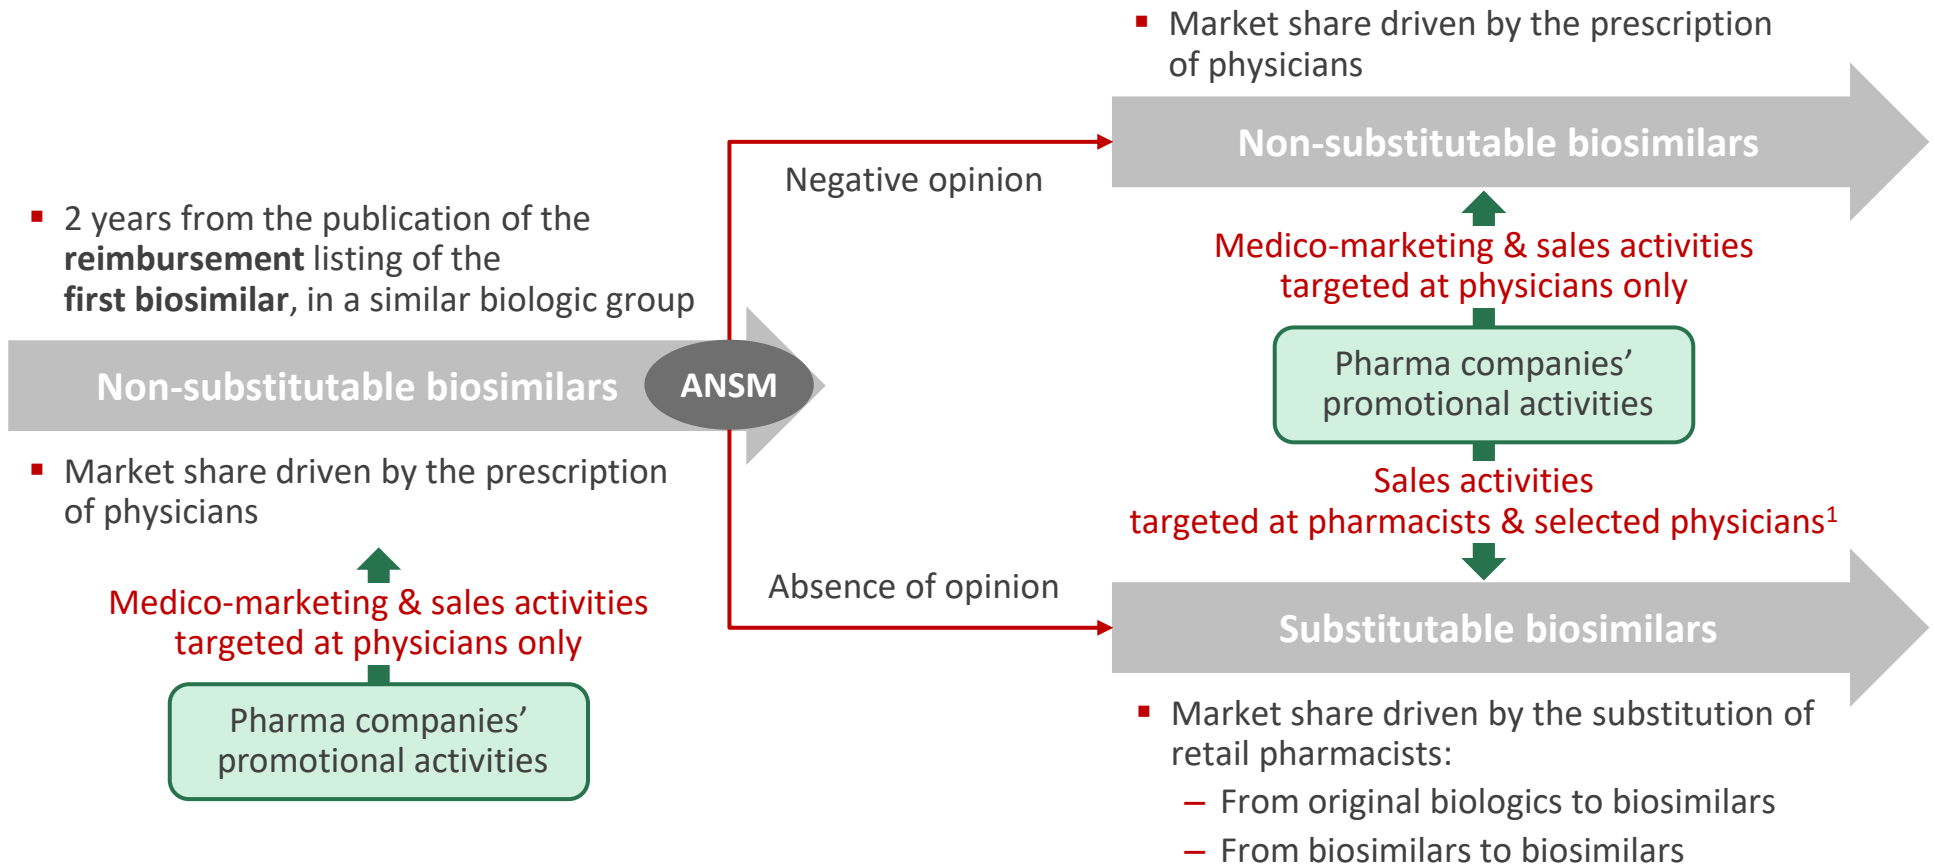 ▪ 2 years from the publication of the
reimbursement listing of the
first biosimilar, in a similar biologic group
Non-substitutable biosimilars
ANSM
▪ Market share driven by the prescription
of physicians
Medico-marketing & sales activities
targeted at physicians only
Pharma companies’
promotional activities
Negative opinion
Absence of opinion
▪ Market share driven by the prescription
of physicians
Non-substitutable biosimilars
Medico-marketing & sales activities
targeted at physicians only
Pharma companies’
promotional activities
Sales activities
targeted at pharmacists & selected physicians¹
Substitutable biosimilars
▪ Market share driven by the substitution of
retail pharmacists:
– From original biologics to biosimilars
– From biosimilars to biosimilars